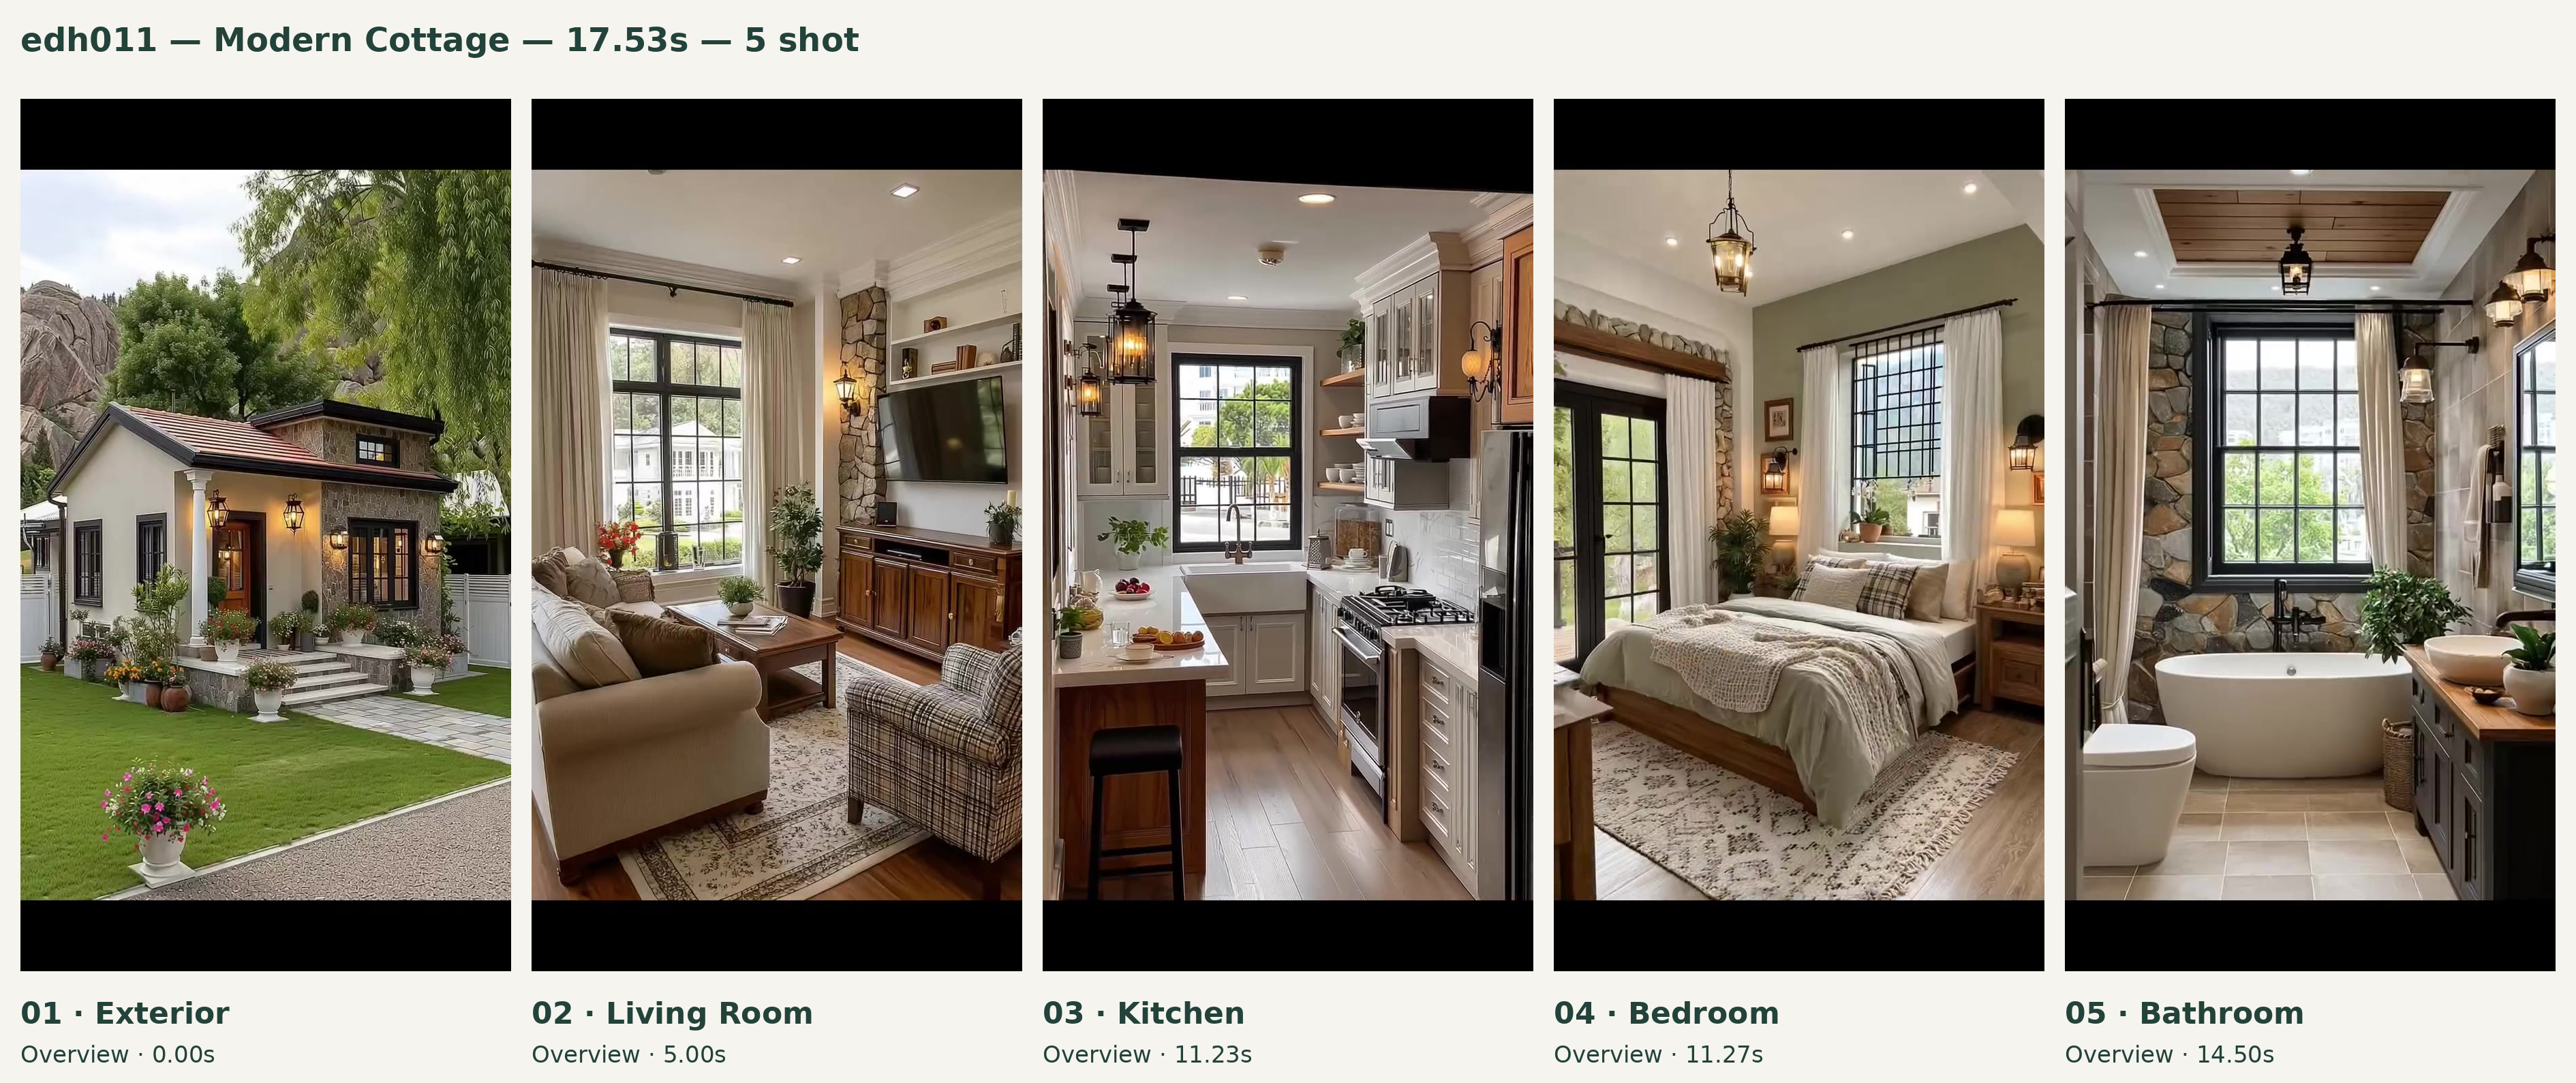 edh011 — Modern Cottage — 17.53s — 5 shot
01 · Exterior
Overview · 0.00s
02 · Living Room
Overview · 5.00s
03 · Kitchen
Overview · 11.23s
04 · Bedroom
Overview · 11.27s
05 · Bathroom
Overview · 14.50s